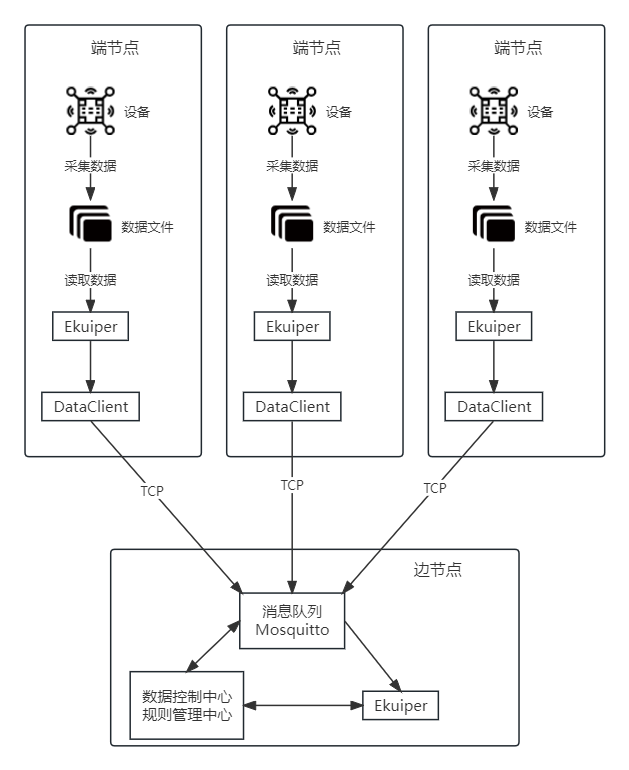 端节点
设备
采集数据
数据文件
读取数据
Ekuiper
DataClient
端节点
设备
采集数据
数据文件
读取数据
Ekuiper
DataClient
端节点
设备
采集数据
数据文件
读取数据
Ekuiper
DataClient
TCP
TCP
TCP
边节点
消息队列
Mosquitto
数据控制中心
规则管理中心
Ekuiper